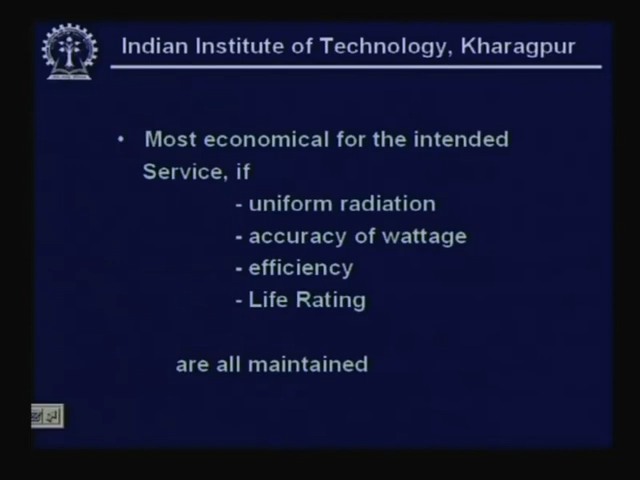 Indian Institute of Technology, Kharagpur
• Most economical for the intended
Service, if
- uniform radiation
- accuracy of wattage
- efficiency
- Life Rating
are all maintained